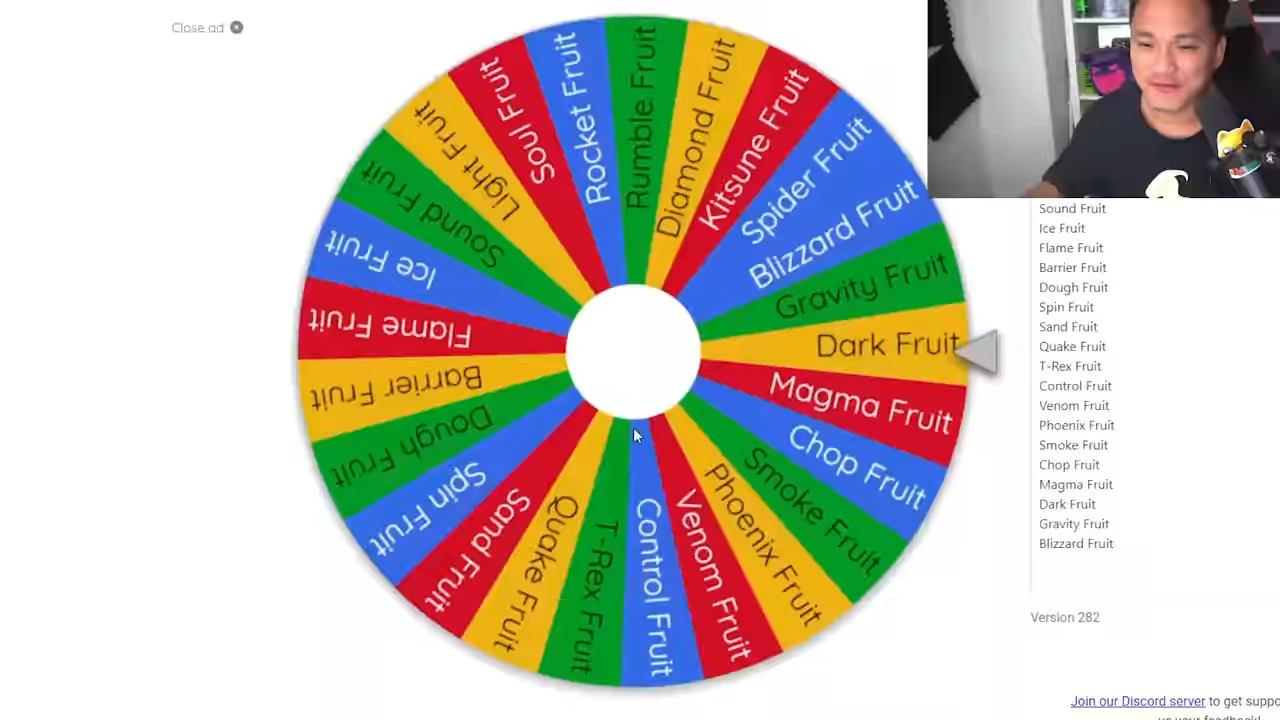 Close ad
Rumble Fruit
Diamond Fruit
Kitsune Fruit
Spider Fruit
Blizzard Fruit
Gravity Fruit
Dark Fruit
Magma Fruit
Chop Fruit
Smoke Fruit
Phoenix Fruit
Venom Fruit
Control Fruit
T-Rex Fruit
Quake Fruit
Sand Fruit
Spin Fruit
Dough Fruit
Barrier Fruit
Flame Fruit
Ice Fruit
Sound Fruit
Light Fruit
Soul Fruit
Rocket Fruit
Sound Fruit
Ice Fruit
Flame Fruit
Barrier Fruit
Dough Fruit
Spin Fruit
Sand Fruit
Quake Fruit
T-Rex Fruit
Control Fruit
Venom Fruit
Phoenix Fruit
Smoke Fruit
Chop Fruit
Magma Fruit
Dark Fruit
Gravity Fruit
Blizzard Fruit
Version 282
Join our Discord server to get suppo
us your feedback!